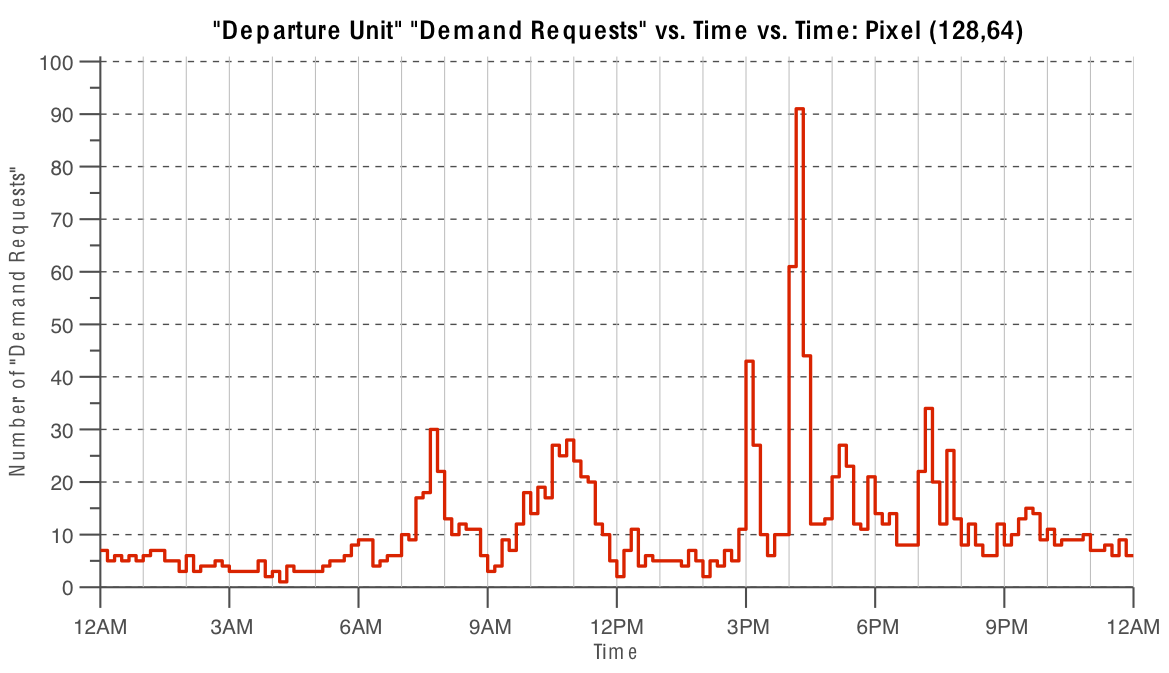 "Departure Unit" "Demand Requests" vs. Time vs. Time: Pixel (128,64)
Number of "Demand Requests"
100
90
80
70
60
50
40
30
20
10
0
12AM 3AM 6AM 9AM 12PM 3PM 6PM 9PM 12AM
Time